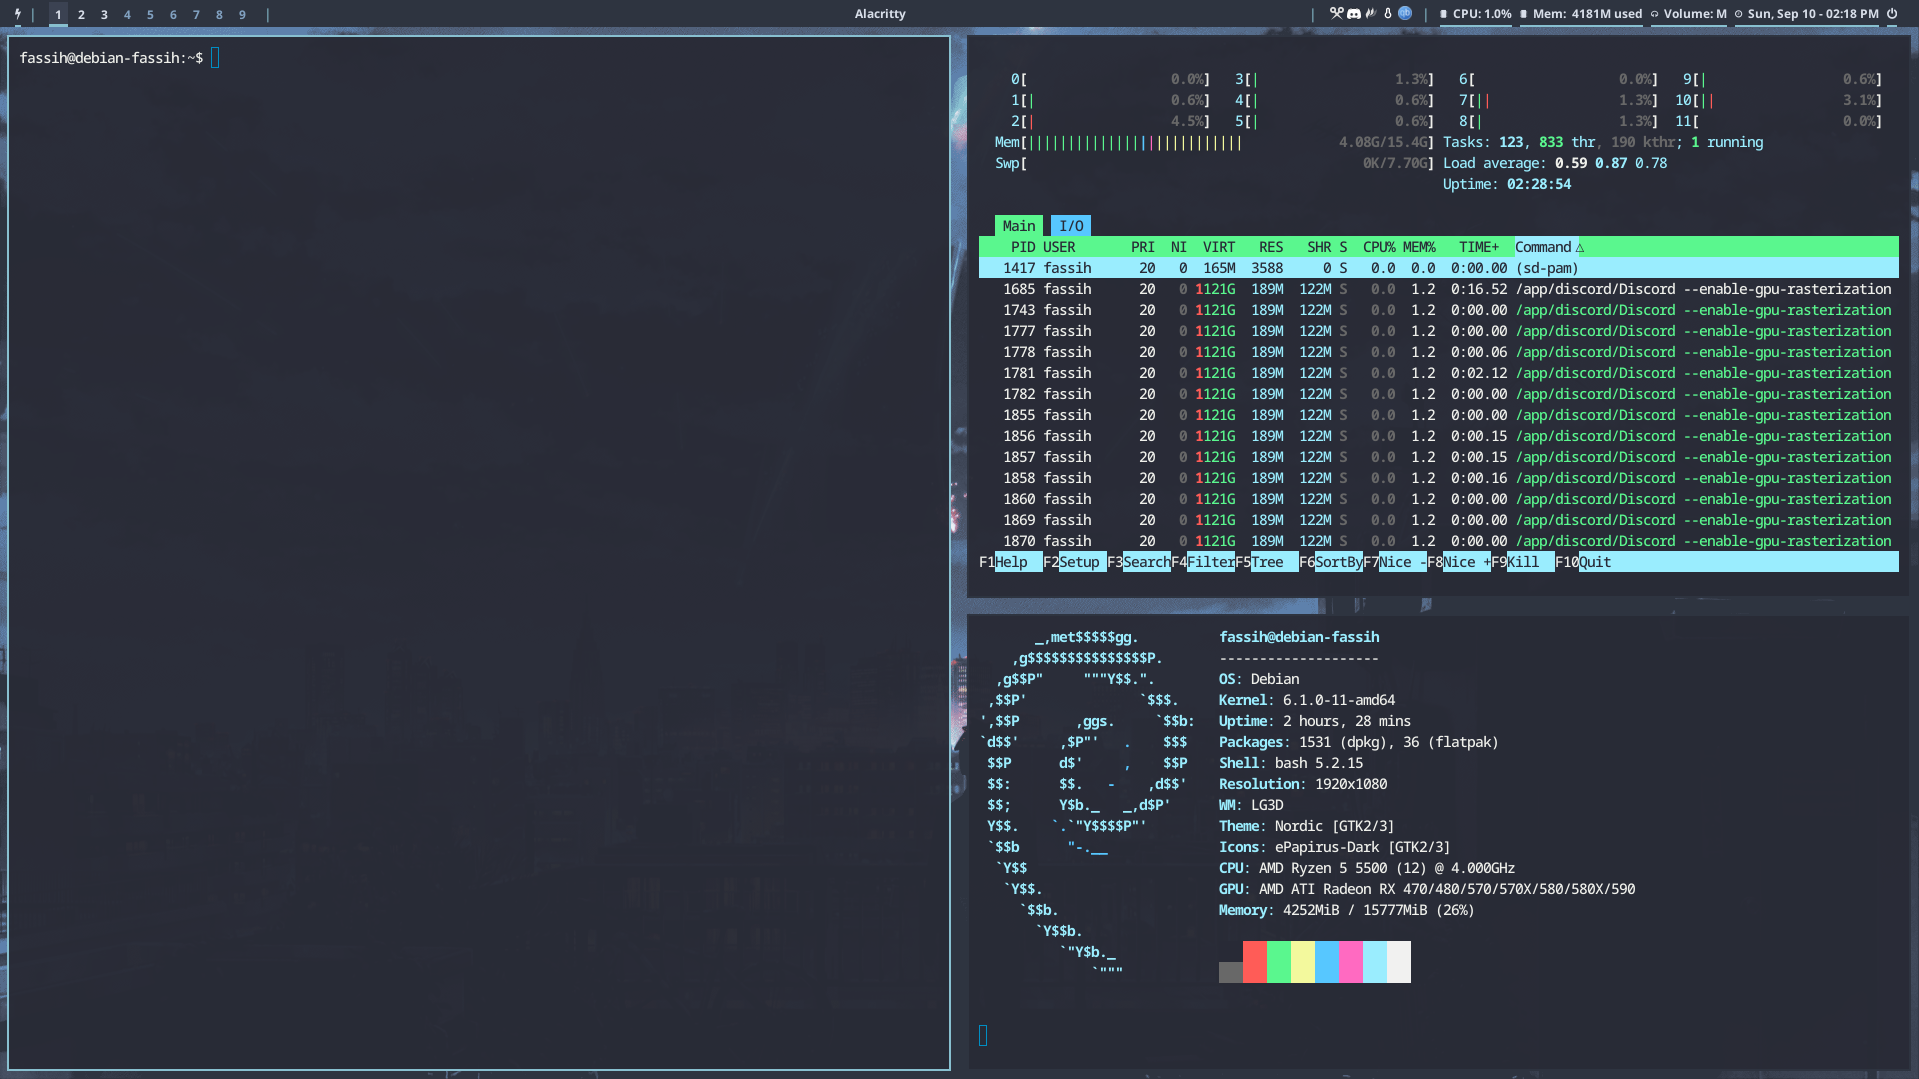 1 2 3 4 5 6 7 8 9 Alacritty CPU: 1.0% Mem: 4181M used Volume: M Sun, Sep 10 - 02:18 PM
fassih@debian-fassih:~$
0[ 0.0%] 3[| 1.3%] 6[ 0.0%] 9[| 0.6%]
1[| 0.6%] 4[| 0.6%] 7[|| 1.3%] 10[|| 3.1%]
2[| 4.5%] 5[| 0.6%] 8[| 1.3%] 11[ 0.0%]
Mem[||||||||||||||||||||||||||| 4.08G/15.4G] Tasks: 123, 833 thr, 190 kthr; 1 running
Swp[ 0K/7.70G] Load average: 0.59 0.87 0.78
Uptime: 02:28:54
Main I/O
PID USER PRI NI VIRT RES SHR S CPU% MEM% TIME+ Command△
1417 fassih 20 0 165M 3588 0 S 0.0 0.0 0:00.00 (sd-pam)
1685 fassih 20 0 1121G 189M 122M S 0.0 1.2 0:16.52 /app/discord/Discord --enable-gpu-rasterization
1743 fassih 20 0 1121G 189M 122M S 0.0 1.2 0:00.00 /app/discord/Discord --enable-gpu-rasterization
1777 fassih 20 0 1121G 189M 122M S 0.0 1.2 0:00.00 /app/discord/Discord --enable-gpu-rasterization
1778 fassih 20 0 1121G 189M 122M S 0.0 1.2 0:00.06 /app/discord/Discord --enable-gpu-rasterization
1781 fassih 20 0 1121G 189M 122M S 0.0 1.2 0:02.12 /app/discord/Discord --enable-gpu-rasterization
1782 fassih 20 0 1121G 189M 122M S 0.0 1.2 0:00.00 /app/discord/Discord --enable-gpu-rasterization
1855 fassih 20 0 1121G 189M 122M S 0.0 1.2 0:00.00 /app/discord/Discord --enable-gpu-rasterization
1856 fassih 20 0 1121G 189M 122M S 0.0 1.2 0:00.15 /app/discord/Discord --enable-gpu-rasterization
1857 fassih 20 0 1121G 189M 122M S 0.0 1.2 0:00.15 /app/discord/Discord --enable-gpu-rasterization
1858 fassih 20 0 1121G 189M 122M S 0.0 1.2 0:00.16 /app/discord/Discord --enable-gpu-rasterization
1860 fassih 20 0 1121G 189M 122M S 0.0 1.2 0:00.00 /app/discord/Discord --enable-gpu-rasterization
1869 fassih 20 0 1121G 189M 122M S 0.0 1.2 0:00.00 /app/discord/Discord --enable-gpu-rasterization
1870 fassih 20 0 1121G 189M 122M S 0.0 1.2 0:00.00 /app/discord/Discord --enable-gpu-rasterization
F1Help F2Setup F3SearchF4FilterF5Tree F6SortByF7Nice -F8Nice +F9Kill F10Quit
_,met$$$$$gg. fassih@debian-fassih
,g$$$$$$$$$$$$$$$P. --------------------
,g$$P" """Y$$.". OS: Debian
,$$P' `$$$. Kernel: 6.1.0-11-amd64
',$$P ,ggs. `$$b: Uptime: 2 hours, 28 mins
`d$$' ,$P"' . $$$ Packages: 1531 (dpkg), 36 (flatpak)
$$P d$' , $$P Shell: bash 5.2.15
$$: $$. - ,d$$' Resolution: 1920x1080
$$; Y$b._ _,d$P' WM: LG3D
Y$$. `.`"Y$$$$P"' Theme: Nordic [GTK2/3]
`$$b "-.__ Icons: ePapirus-Dark [GTK2/3]
`Y$$ CPU: AMD Ryzen 5 5500 (12) @ 4.000GHz
`Y$$. GPU: AMD ATI Radeon RX 470/480/570/570X/580/580X/590
`$$b. Memory: 4252MiB / 15777MiB (26%)
`Y$$b.
`"Y$b._
`"""